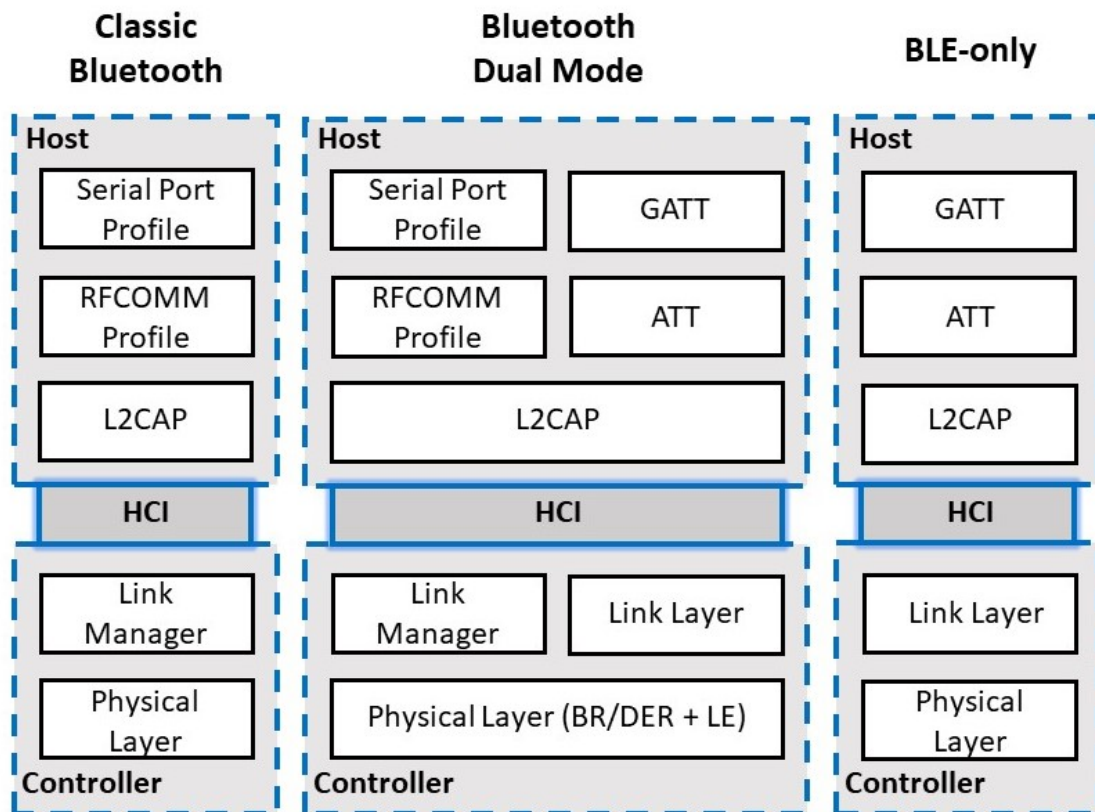 Classic
Bluetooth
Bluetooth
Dual Mode
BLE-only
Host
Serial Port
Profile
RFCOMM
Profile
L2CAP
HCI
Link
Manager
Physical
Layer
Controller
Host
Serial Port
Profile
GATT
RFCOMM
Profile
ATT
L2CAP
HCI
Link
Manager
Link Layer
Physical Layer (BR/DER + LE)
Controller
Host
GATT
ATT
L2CAP
HCI
Link Layer
Physical
Layer
Controller